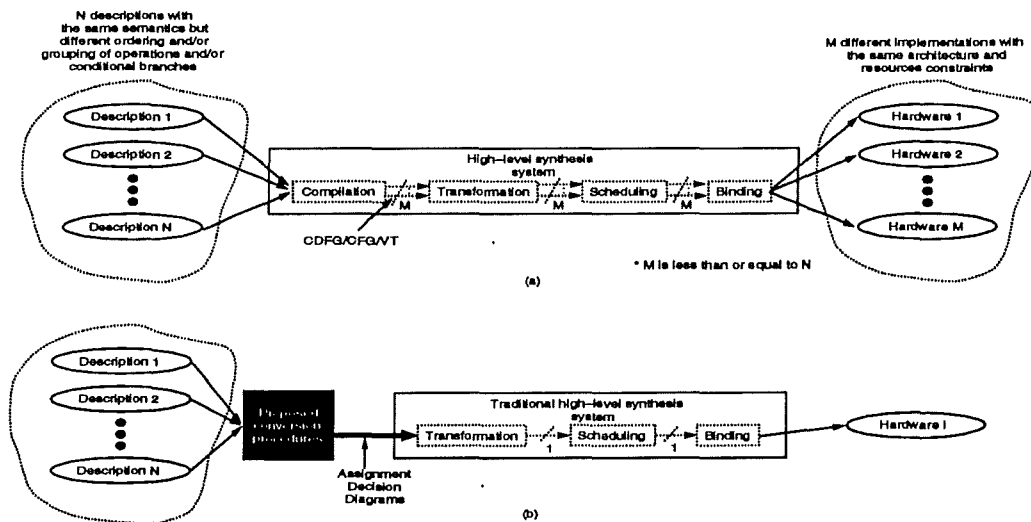 N descriptions with
the same semantics but
different ordering and/or
grouping of operations and/or
conditional branches
M different implementations with
the same architecture and
resources constraints
Description 1
Description 2
Description N
High-level synthesis
system
Compilation
Transformation
Scheduling
Binding
M
M
M
CDFG/CFG/VT
Hardware 1
Hardware 2
Hardware M
* M is less than or equal to N
(a)
Description 1
Description 2
Description N
Proposed
conversion
procedures
Assignment
Decision
Diagrams
Traditional high-level synthesis
system
Transformation
Scheduling
Binding
1
1
Hardware I
(b)